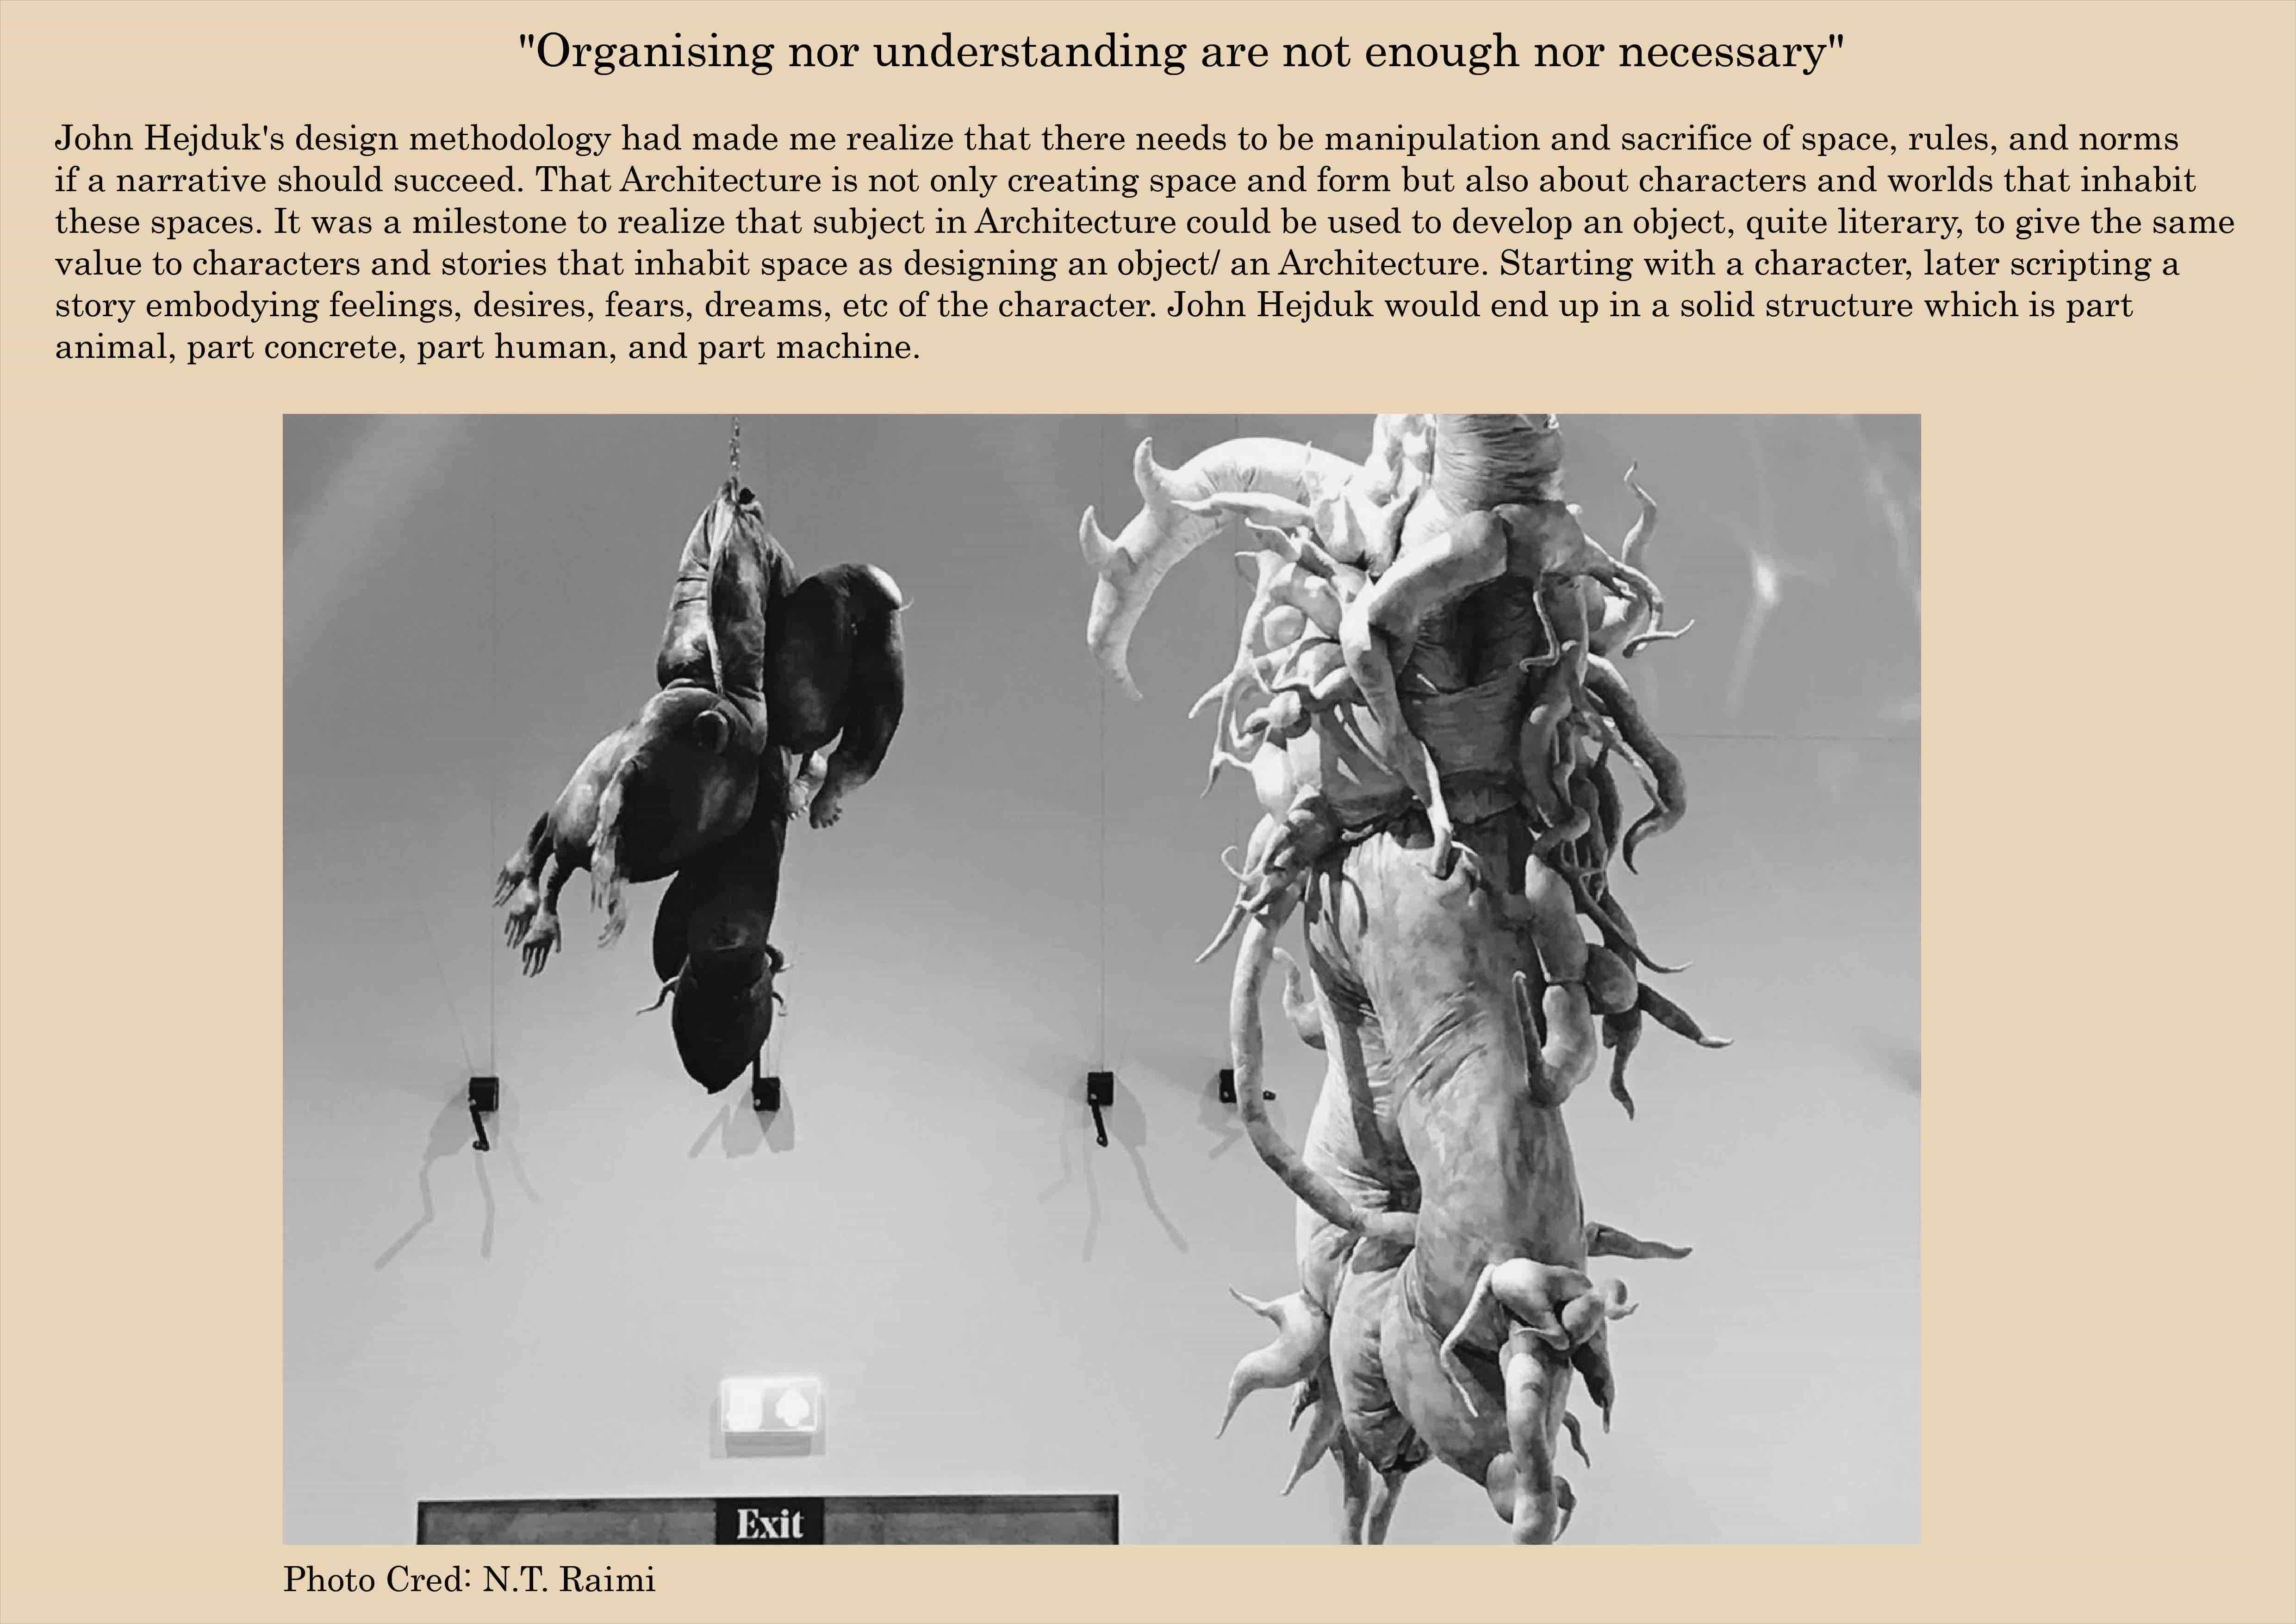 "Organising nor understanding are not enough nor necessary"
John Hejduk's design methodology had made me realize that there needs to be manipulation and sacrifice of space, rules, and norms
if a narrative should succeed. That Architecture is not only creating space and form but also about characters and worlds that inhabit
these spaces. It was a milestone to realize that subject in Architecture could be used to develop an object, quite literary, to give the same
value to characters and stories that inhabit space as designing an object/ an Architecture. Starting with a character, later scripting a
story embodying feelings, desires, fears, dreams, etc of the character. John Hejduk would end up in a solid structure which is part
animal, part concrete, part human, and part machine.
Exit
Photo Cred: N.T. Raimi